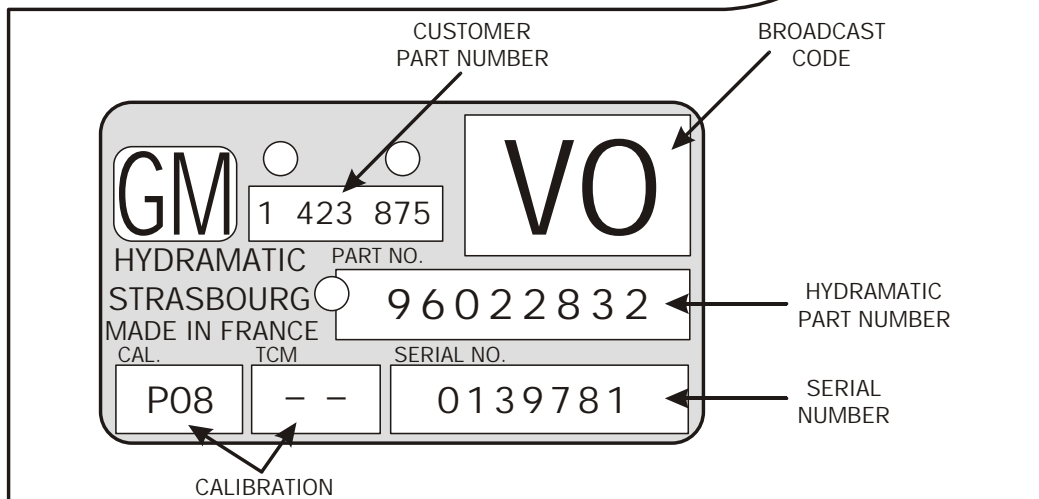 CUSTOMER
PART NUMBER
BROADCAST
CODE
GM
1 423 875
VO
HYDRAMATIC
PART NO.
STRASBOURG
96022832
HYDRAMATIC
PART NUMBER
MADE IN FRANCE
CAL.
TCM
SERIAL NO.
P08
– –
0139781
SERIAL
NUMBER
CALIBRATION